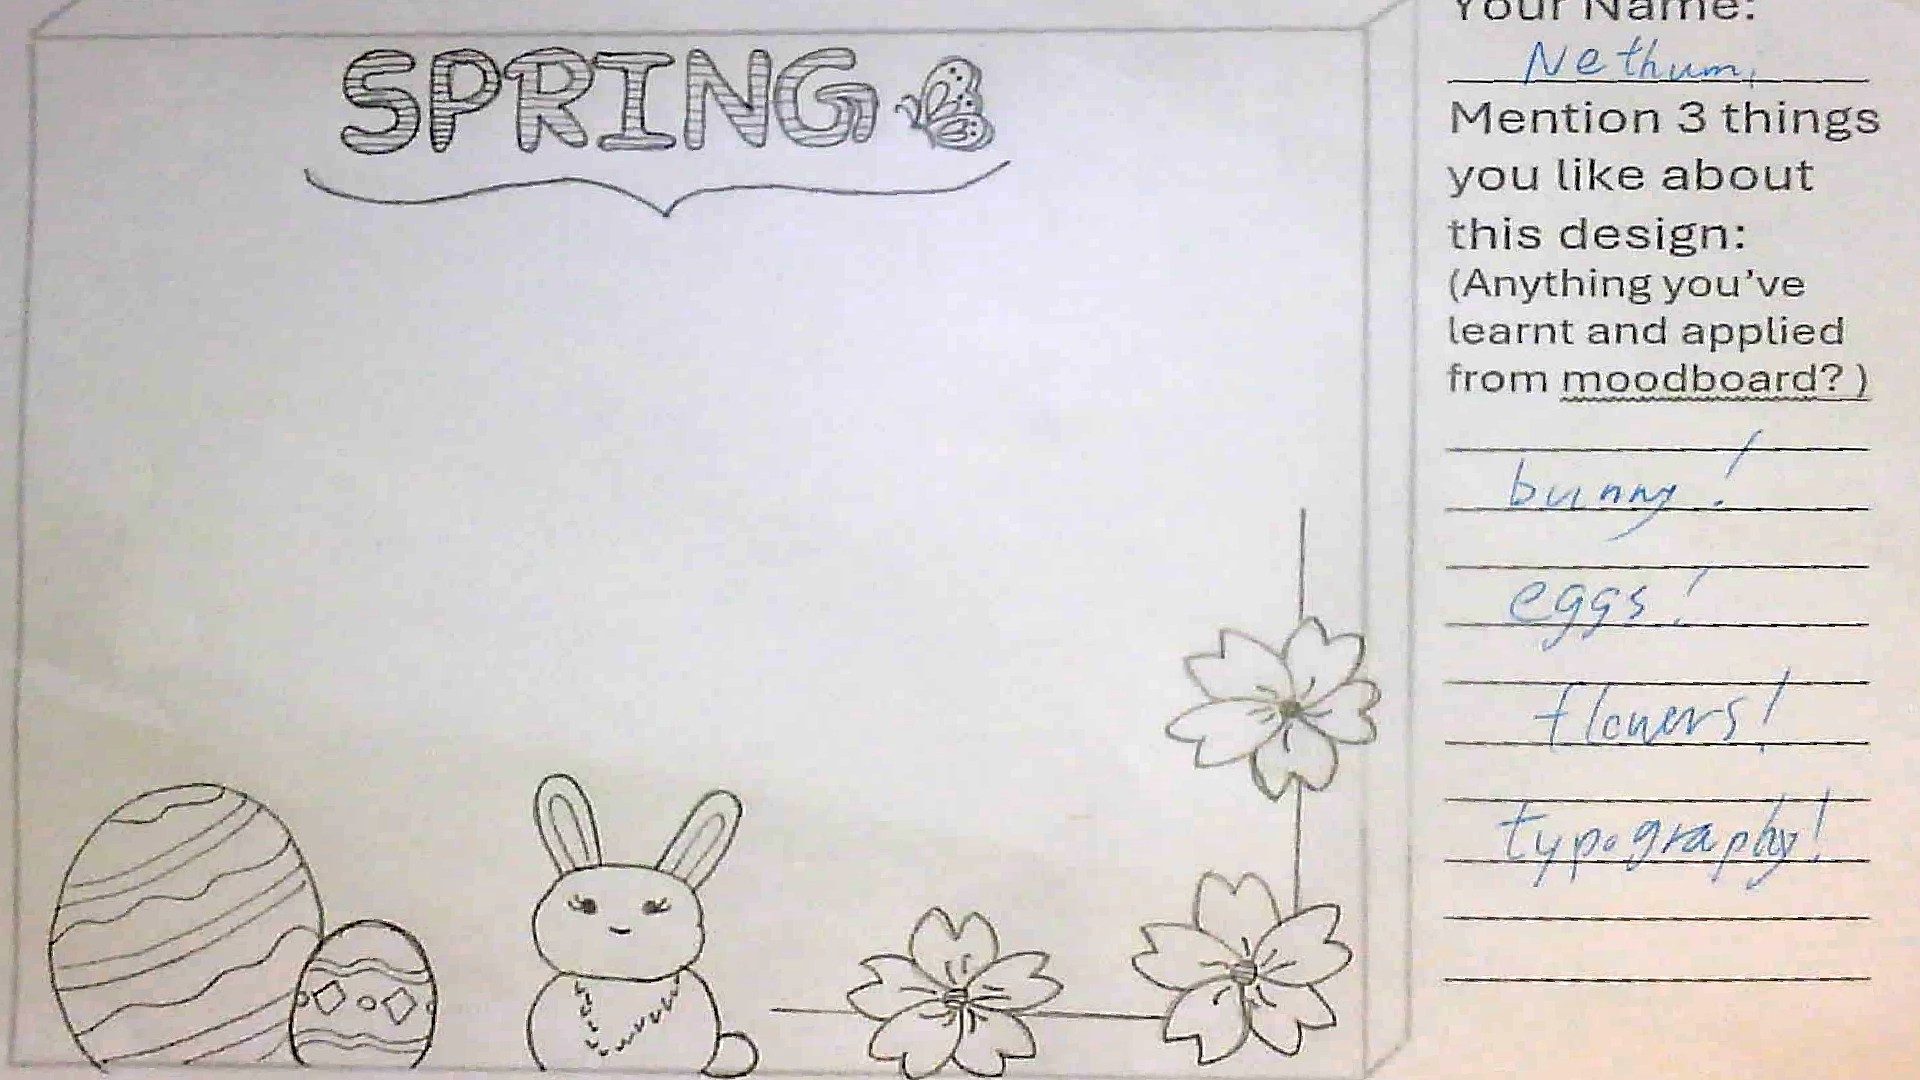 SPRING
Your Name:
Nethum
Mention 3 things
you like about
this design:
(Anything you've
learnt and applied
from moodboard? )
bunny!
eggs!
flowers!
typography!